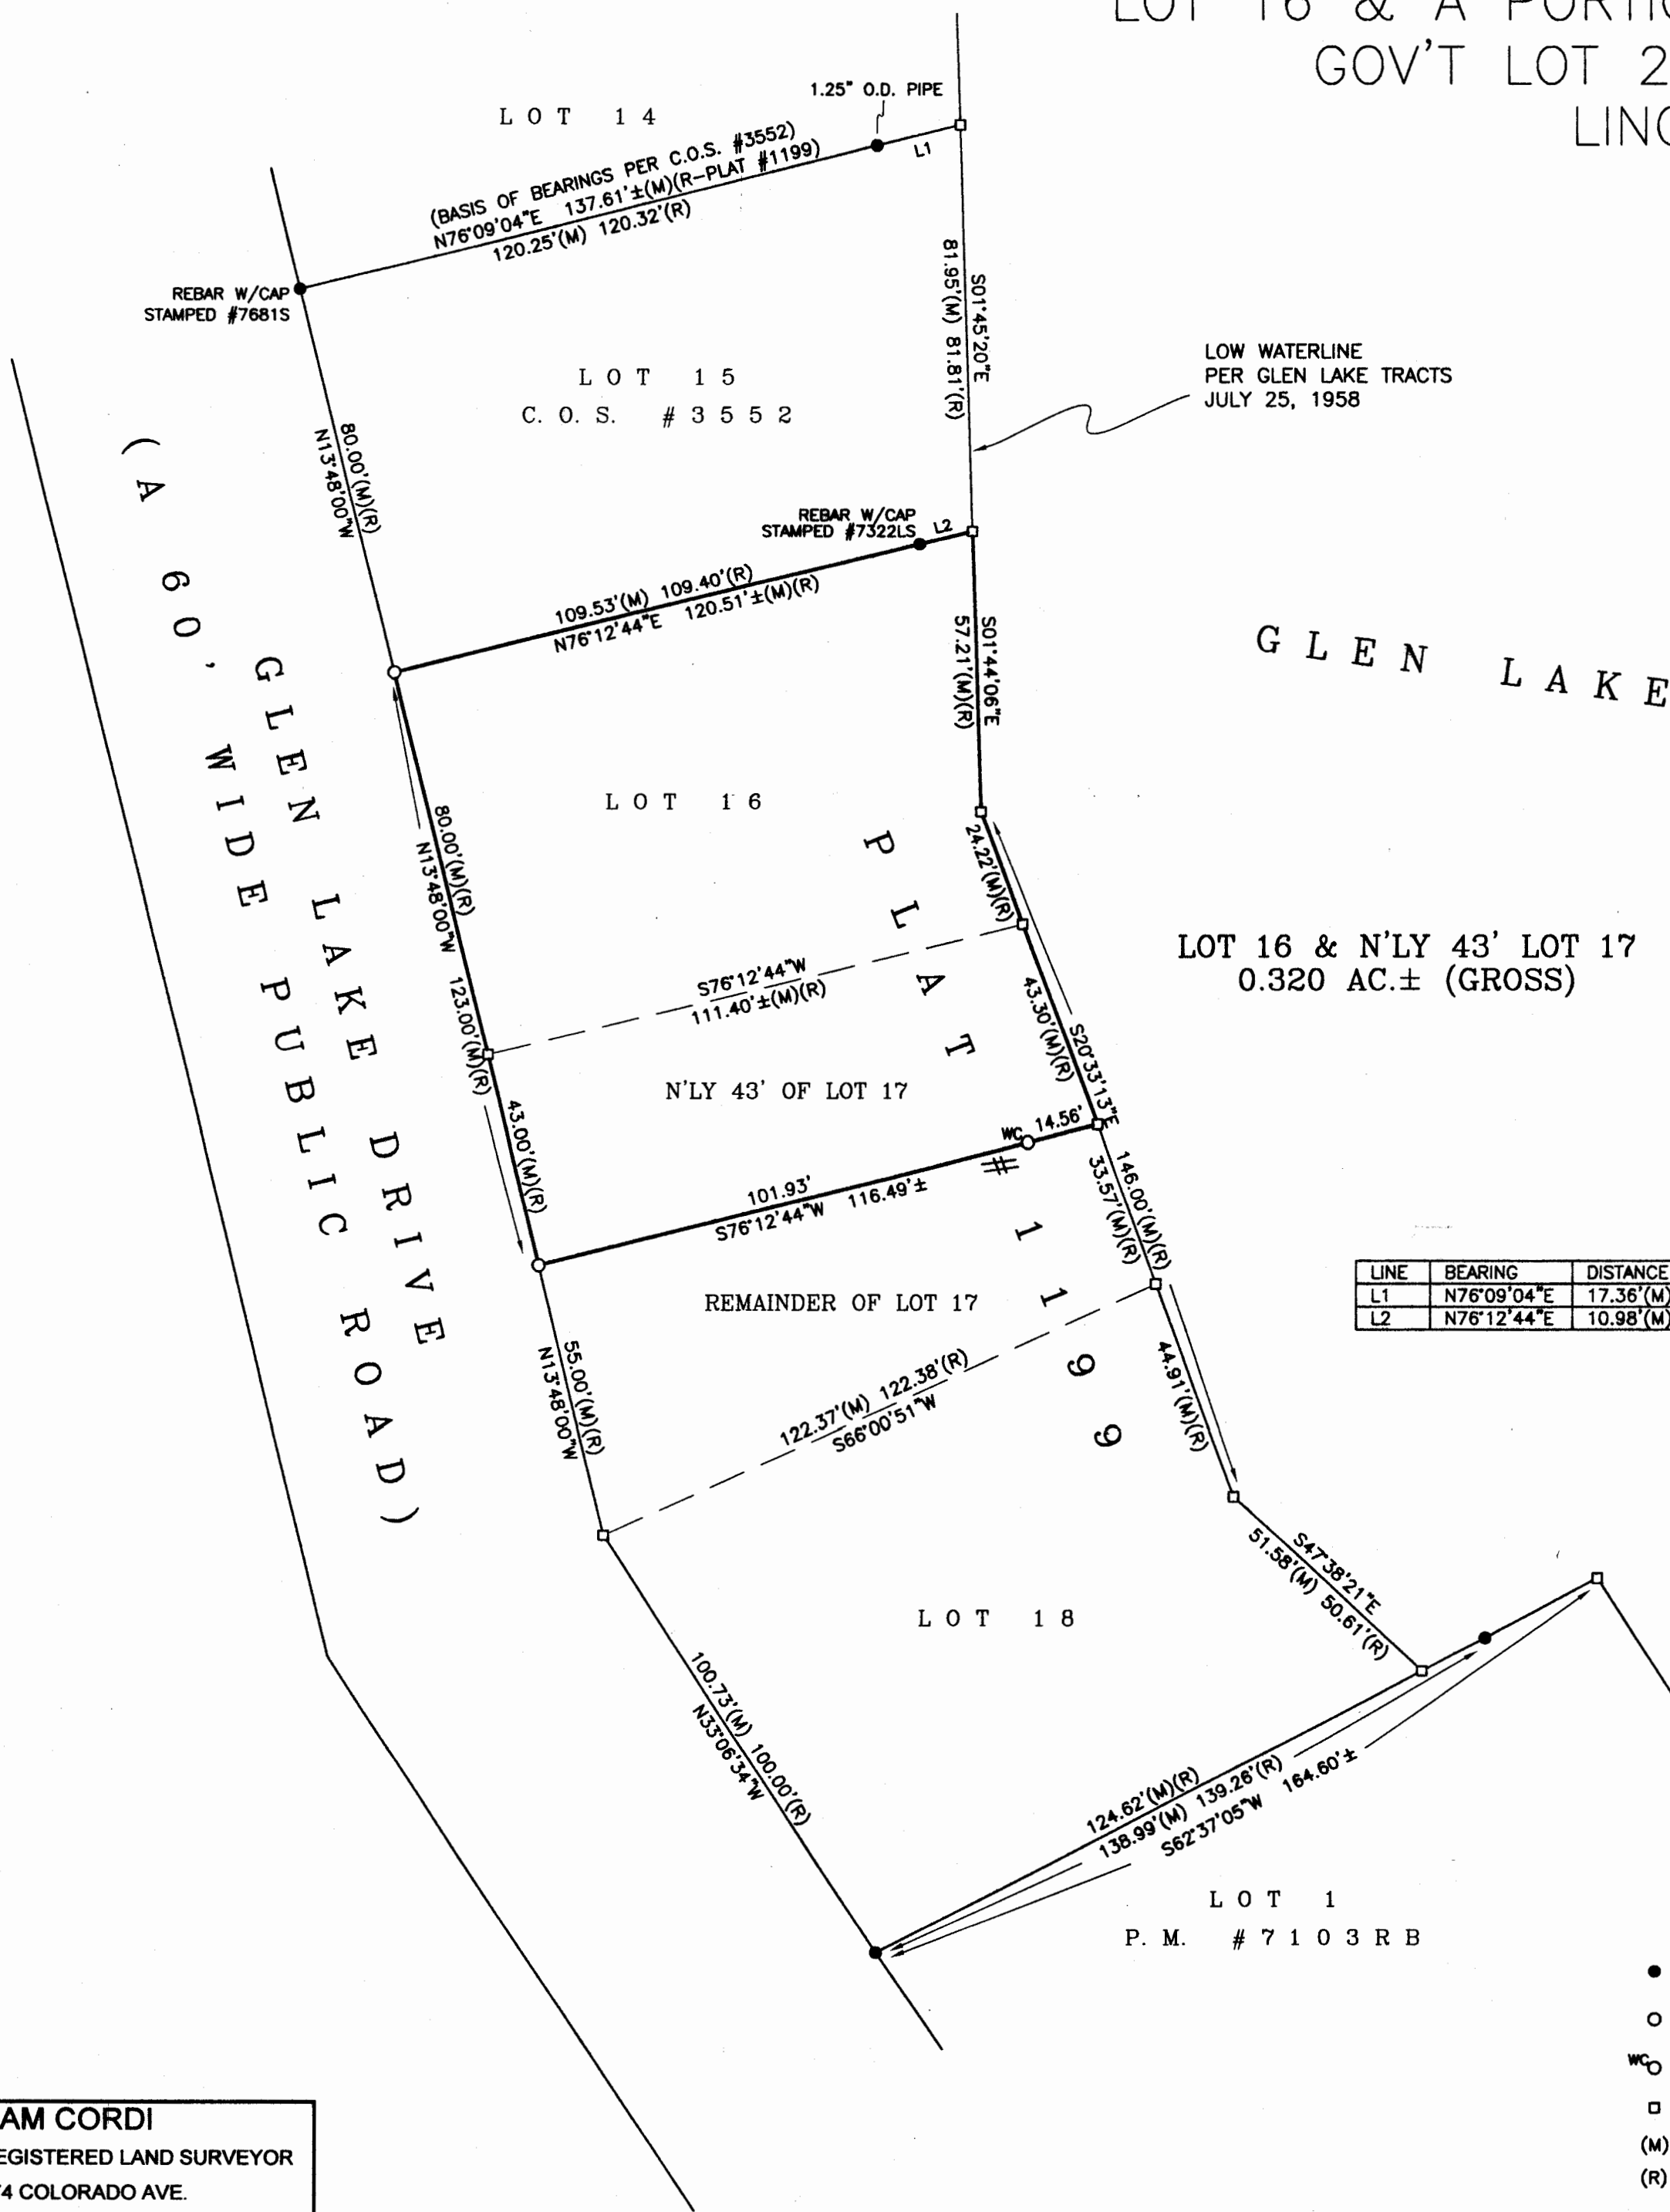 LOT 16 & A PORTIO
GOV'T LOT 2
LINC
LOT 14
1.25" O.D. PIPE
(BASIS OF BEARINGS PER C.O.S. #3552)
N76°09'04"E 137.61'±(M)(R-PLAT #1199)
120.25'(M) 120.32'(R)
L1
REBAR W/CAP
STAMPED #7681S
S01°45'20"E
81.95'(M) 81.81'(R)
LOW WATERLINE
PER GLEN LAKE TRACTS
JULY 25, 1958
LOT 15
C.O.S. #3552
80.00'(M)(R)
N13°48'00"W
REBAR W/CAP
STAMPED #7322LS
L2
109.53'(M) 109.40'(R)
N76°12'44"E 120.51'±(M)(R)
S01°44'06"E
57.21'(M)(R)
GLEN LAKE
GLEN LAKE DRIVE
(A 60' WIDE PUBLIC ROAD)
LOT 16
80.00'(M)(R)
N13°48'00"W 123.00'(M)(R)
24.22'(M)(R)
PLAT #1199
LOT 16 & N'LY 43' LOT 17
0.320 AC.± (GROSS)
S76°12'44"W
111.40'±(M)(R)
43.30'(M)(R)
S20°33'13"E
N'LY 43' OF LOT 17
43.00'(M)(R)
WC 14.56'
101.93'
S76°12'44"W 116.49'±
146.00'(M)(R)
33.57'(M)(R)
LINE BEARING DISTANCE
L1 N76°09'04"E 17.36'(M)
L2 N76°12'44"E 10.98'(M)
REMAINDER OF LOT 17
55.00'(M)(R)
N13°48'00"W
122.37'(M) 122.38'(R)
S66°00'51"W
44.91'(M)(R)
S47°38'21"E
51.58'(M) 50.61'(R)
LOT 18
100.73'(M) 100.00'(R)
N33°06'34"W
124.62'(M)(R)
138.99'(M) 139.26'(R)
S62°37'05"W 164.60'±
LOT 1
P.M. #7103RB
WC
(M)
(R)
AM CORDI
EGISTERED LAND SURVEYOR
74 COLORADO AVE.